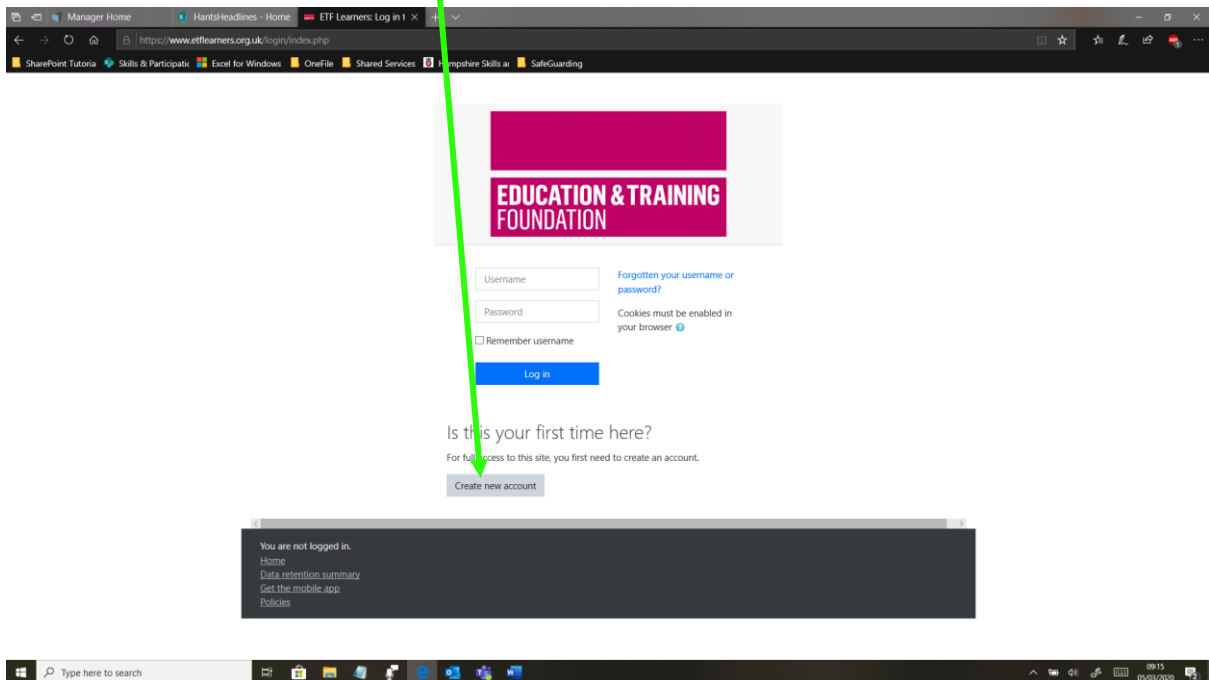 Manager Home
HantsHeadlines - Home
ETF Learners: Log in t
https://www.etflearners.org.uk/login/index.php
SharePoint Tutoria
Skills & Participatic
Excel for Windows
OneFile
Shared Services
Hampshire Skills ar
SafeGuarding
EDUCATION & TRAINING
FOUNDATION
Username
Forgotten your username or
password?
Password
Cookies must be enabled in
your browser
Remember username
Log in
Is this your first time here?
For full access to this site, you first need to create an account.
Create new account
You are not logged in.
Home
Data retention summary
Get the mobile app
Policies
Type here to search
09:15
05/03/2020